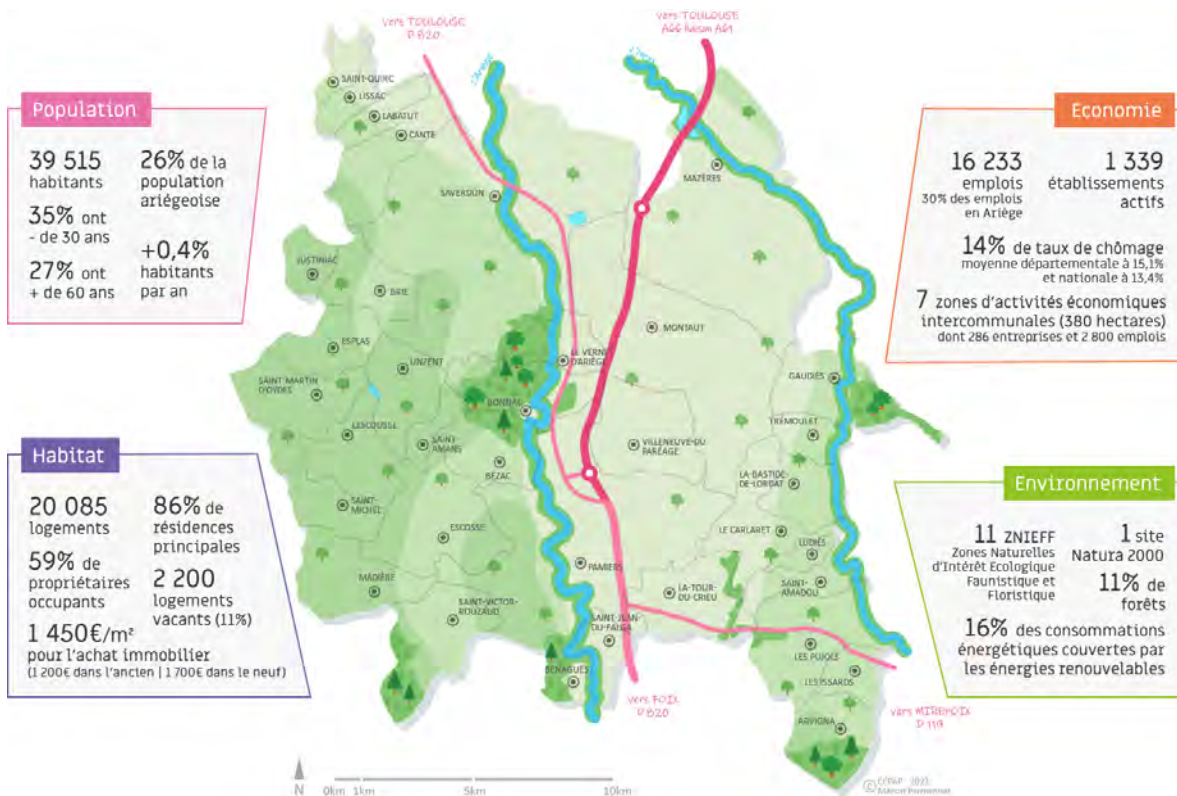 vers TOULOUSE
D 820
vers TOULOUSE
A66 liaison A61
L'Ariège
L'Hers
Population
39 515
habitants
35% ont
- de 30 ans
27% ont
+ de 60 ans
26% de la
population
ariégeoise
+0,4%
habitants
par an
Economie
16 233
emplois
30% des emplois
en Ariège
1 339
établissements
actifs
14% de taux de chômage
moyenne départementale à 15,1%
et nationale à 13,4%
7 zones d'activités économiques
intercommunales (380 hectares)
dont 286 entreprises et 2 800 emplois
SAINT-QUIRC
LISSAC
LABATUT
CANTÉ
SAVERDUN
MAZÈRES
JUSTINIAC
BRIE
MONTAUT
ESPLAS
UNZENT
LE VERNET
D'ARIÈGE
GAUDIÈS
SAINT-MARTIN
D'OYDES
BONNAC
LESCOUSSE
SAINT-
AMANS
VILLENEUVE-DU
PARÉAGE
TRÉMOULET
BÉZAC
LA-BASTIDE-
DE-LORDAT
SAINT-
MICHEL
ESCOSSE
LE CARLARET
LUDIÈS
PAMIERS
MADIÈRE
LA-TOUR-
DU-CRIEU
SAINT-
AMADOU
SAINT-VICTOR-
ROUZAUD
SAINT-JEAN-
DU-FALGA
LES PUJOLS
BÉNAGUES
LES ISSARDS
ARVIGNA
Habitat
20 085
logements
59% de
propriétaires
occupants
86% de
résidences
principales
2 200
logements
vacants (11%)
1 450€/m²
pour l'achat immobilier
(1 200€ dans l'ancien | 1 700€ dans le neuf)
Environnement
11 ZNIEFF
Zones Naturelles
d'Intérêt Ecologique
Faunistique et
Floristique
1 site
Natura 2000
11% de
forêts
16% des consommations
énergétiques couvertes par
les énergies renouvelables
vers FOIX
D 820
vers MIREPOIX
D 119
N
0km 1km 5km 10km